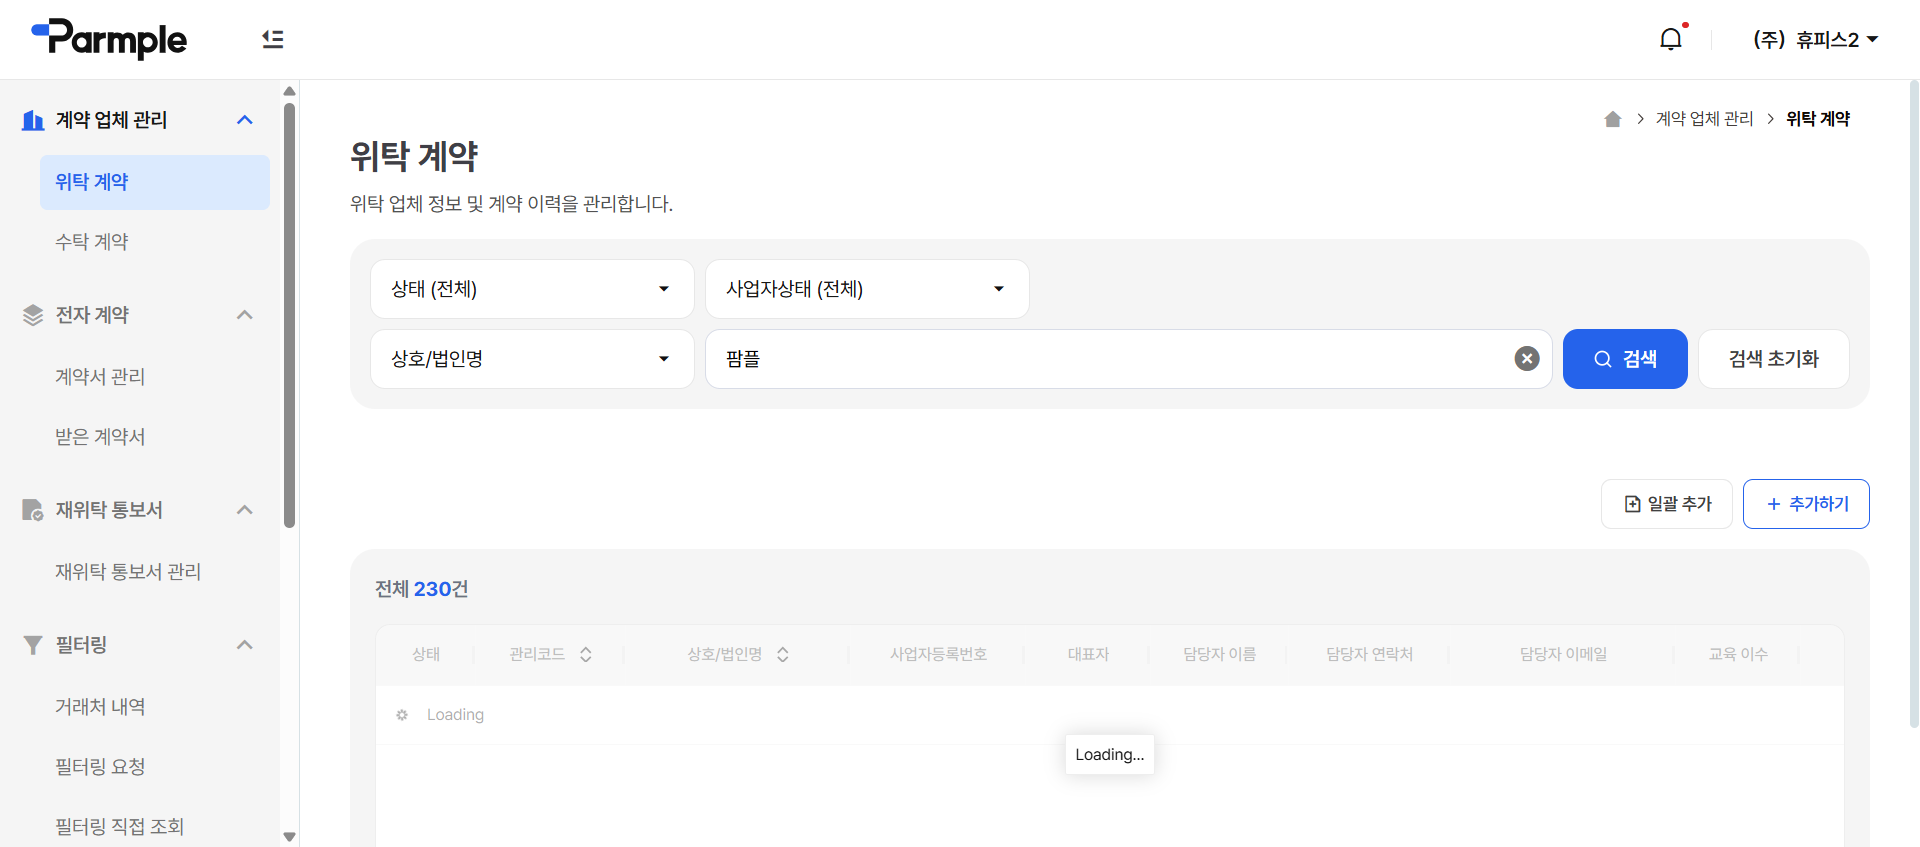 Parmple
(주) 휴피스2
계약 업체 관리
위탁 계약
수탁 계약
전자 계약
계약서 관리
받은 계약서
재위탁 통보서
재위탁 통보서 관리
필터링
거래처 내역
필터링 요청
필터링 직접 조회
계약 업체 관리 위탁 계약
위탁 계약
위탁 업체 정보 및 계약 이력을 관리합니다.
상태 (전체) 사업자상태 (전체)
상호/법인명 팜플 검색 검색 초기화
일괄 추가 + 추가하기
전체 230건
상태 관리코드 상호/법인명 사업자등록번호 대표자 담당자 이름 담당자 연락처 담당자 이메일 교육 이수
Loading
Loading...